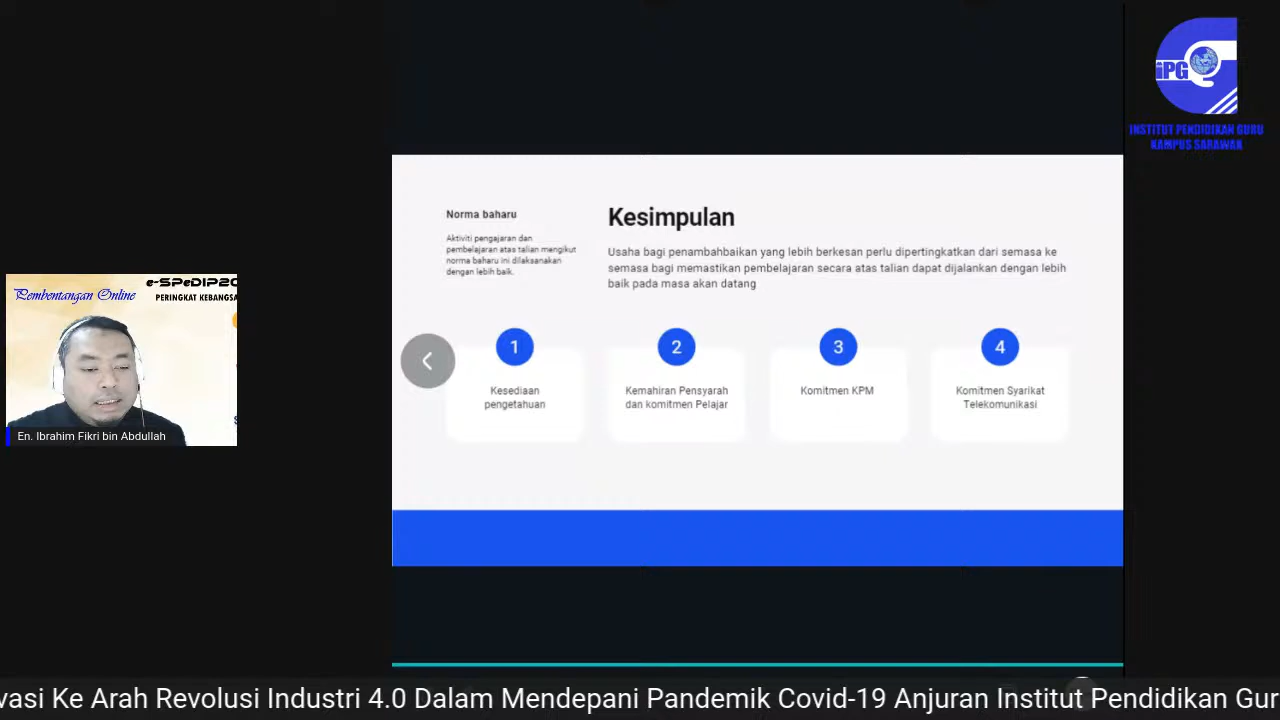 iPG
INSTITUT PENDIDIKAN GURU
KAMPUS SARAWAK
Norma baharu
Aktiviti pengajaran dan
pembelajaran atas talian mengikut
norma baharu ini dilaksanakan
dengan lebih baik.
Kesimpulan
Usaha bagi penambahbaikan yang lebih berkesan perlu dipertingkatkan dari semasa ke
semasa bagi memastikan pembelajaran secara atas talian dapat dijalankan dengan lebih
baik pada masa akan datang
1
Kesediaan
pengetahuan
2
Kemahiran Pensyarah
dan komitmen Pelajar
3
Komitmen KPM
4
Komitmen Syarikat
Telekomunikasi
e-SPeDIP20
Pembentangan Online
PERINGKAT KEBANGSA
En. Ibrahim Fikri bin Abdullah
vasi Ke Arah Revolusi Industri 4.0 Dalam Mendepani Pandemik Covid-19 Anjuran Institut Pendidikan Gur